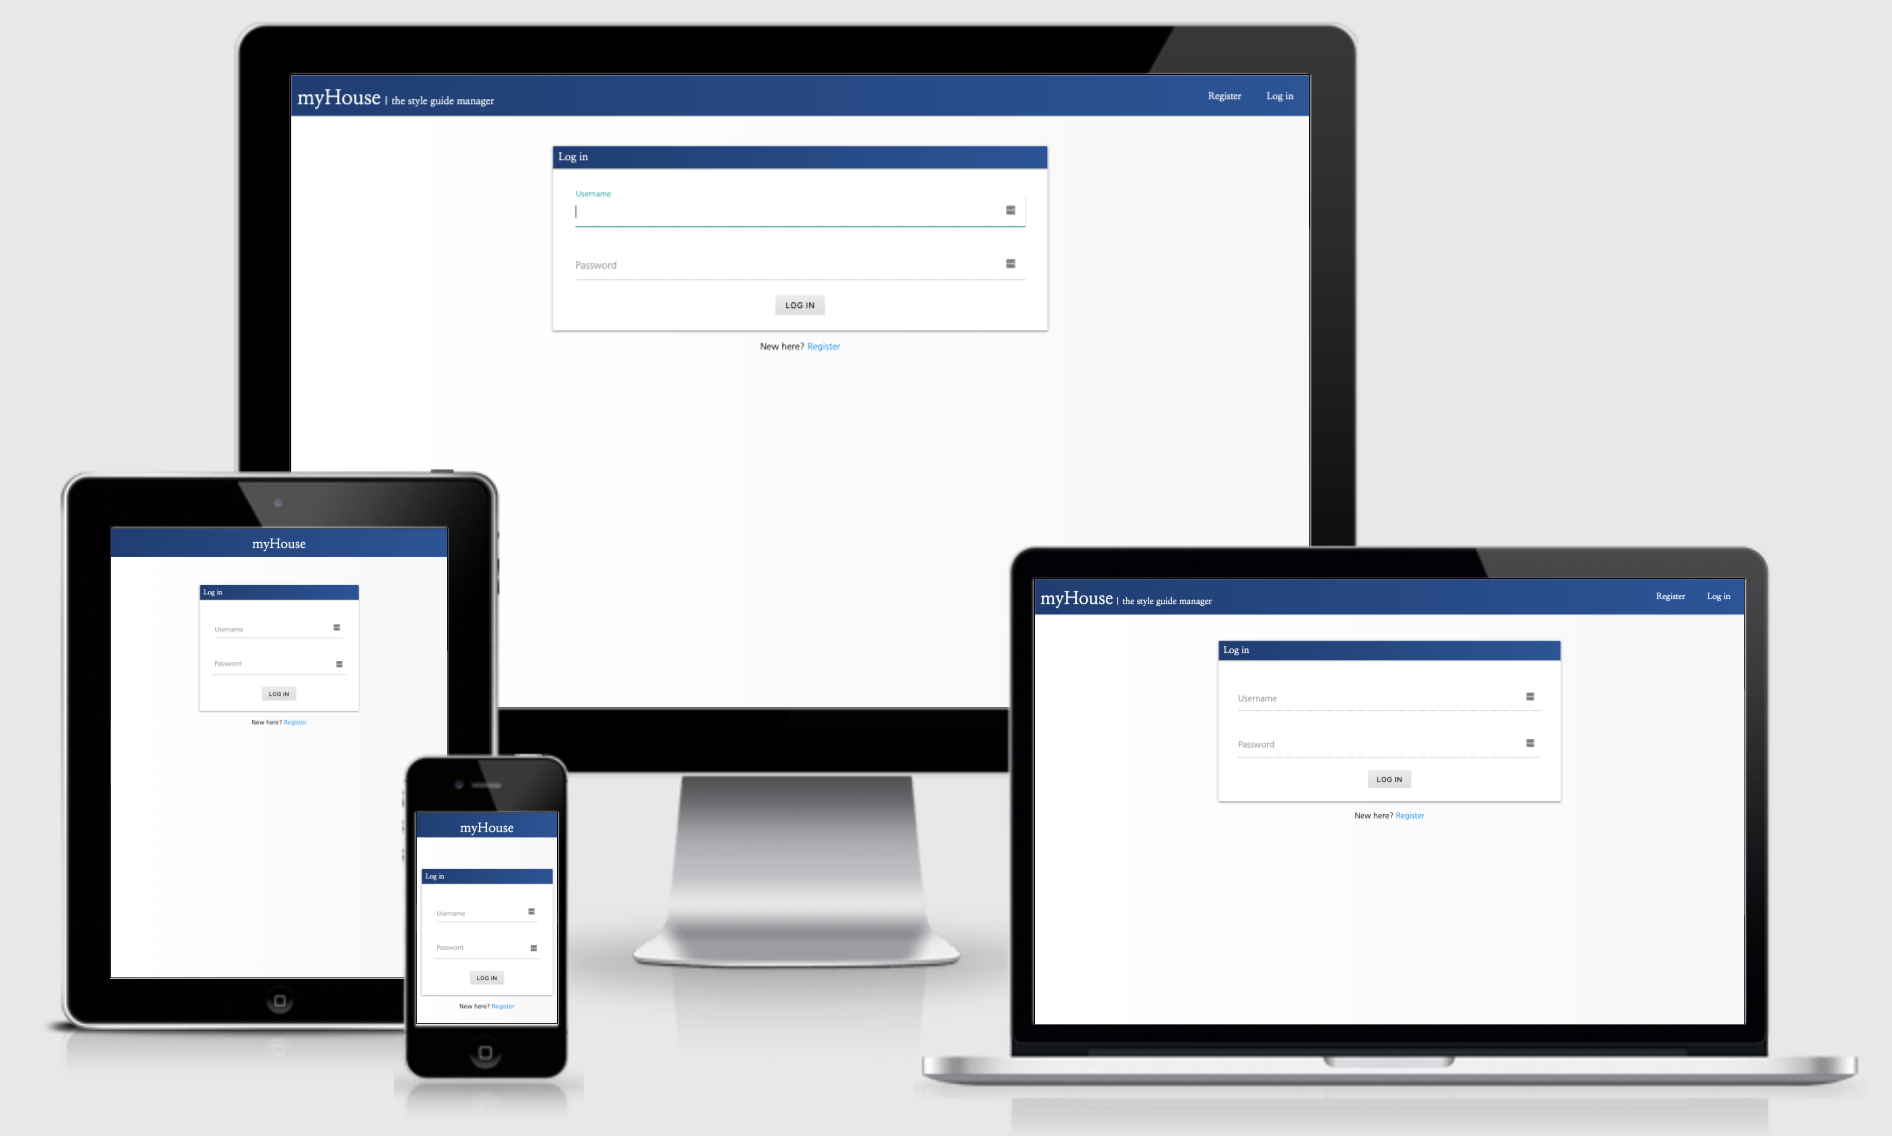 myHouse | the style guide manager
Register
Log in
Log in
Username
Password
LOG IN
New here? Register
myHouse
Log in
Username
Password
LOG IN
New here? Register
myHouse
Log in
Username
Password
LOG IN
New here? Register
myHouse | the style guide manager
Register
Log in
Log in
Username
Password
LOG IN
New here? Register